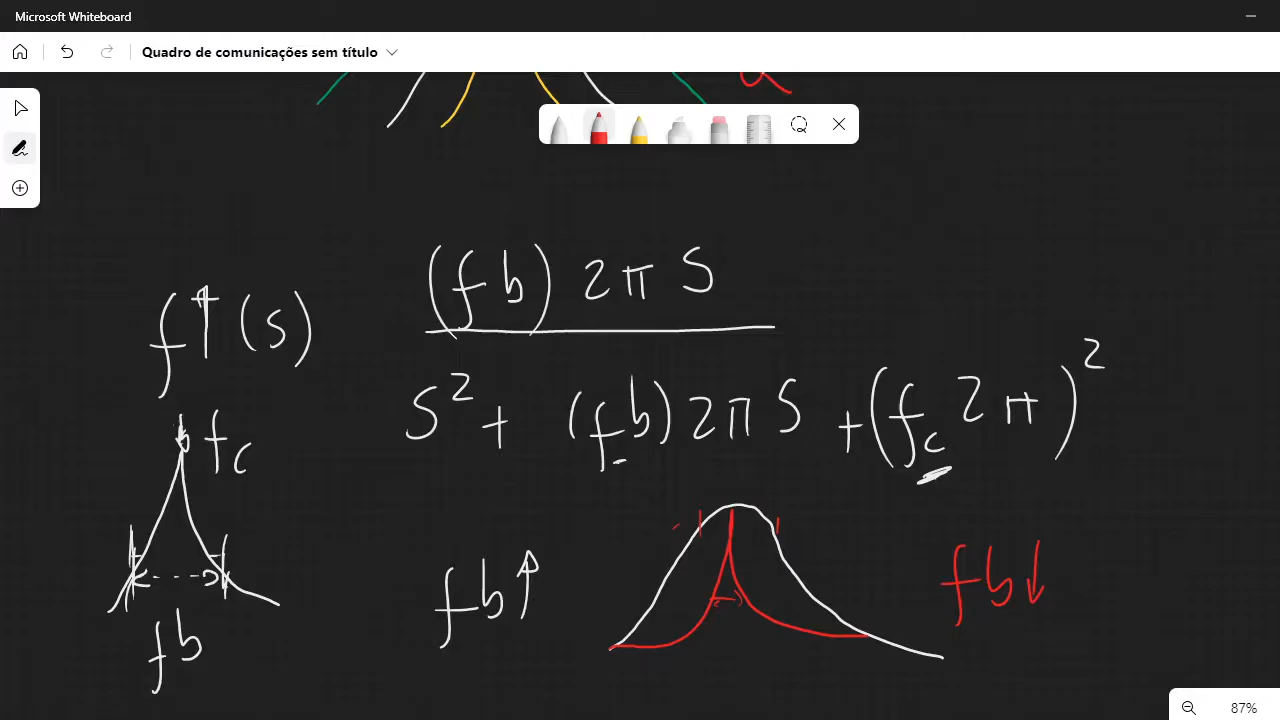 Microsoft Whiteboard
Quadro de comunicações sem título
(fb) 2π S
f↑(s)
S² + (fb) 2π S + (fc 2π)²
fc
fb↑
fb↓
fb
87%